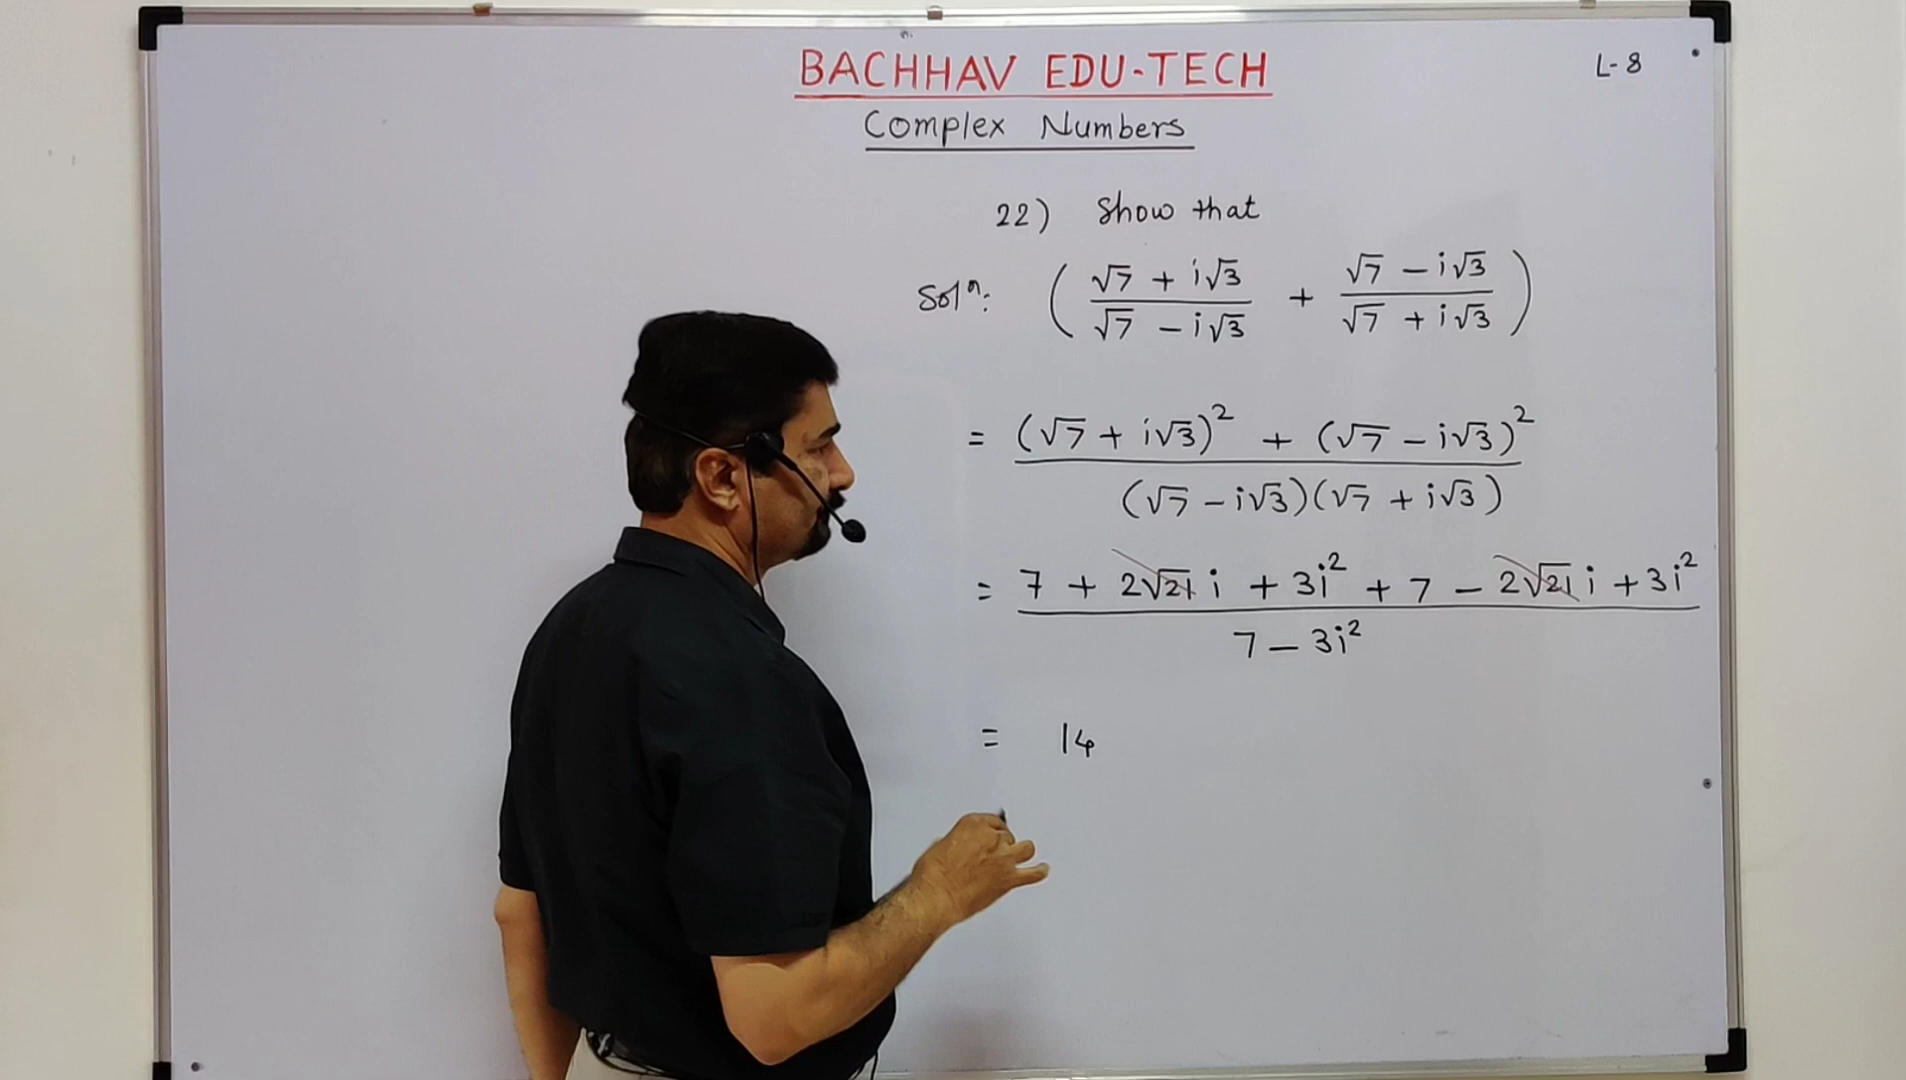 BACHHAV EDU-TECH
L-8
Complex Numbers
22) Show that
Solⁿ: ( (√7 + i√3)/(√7 - i√3) + (√7 - i√3)/(√7 + i√3) )
= ((√7 + i√3)² + (√7 - i√3)²)/((√7 - i√3)(√7 + i√3))
= (7 + 2√21 i + 3i² + 7 - 2√21 i + 3i²)/(7 - 3i²)
= 14